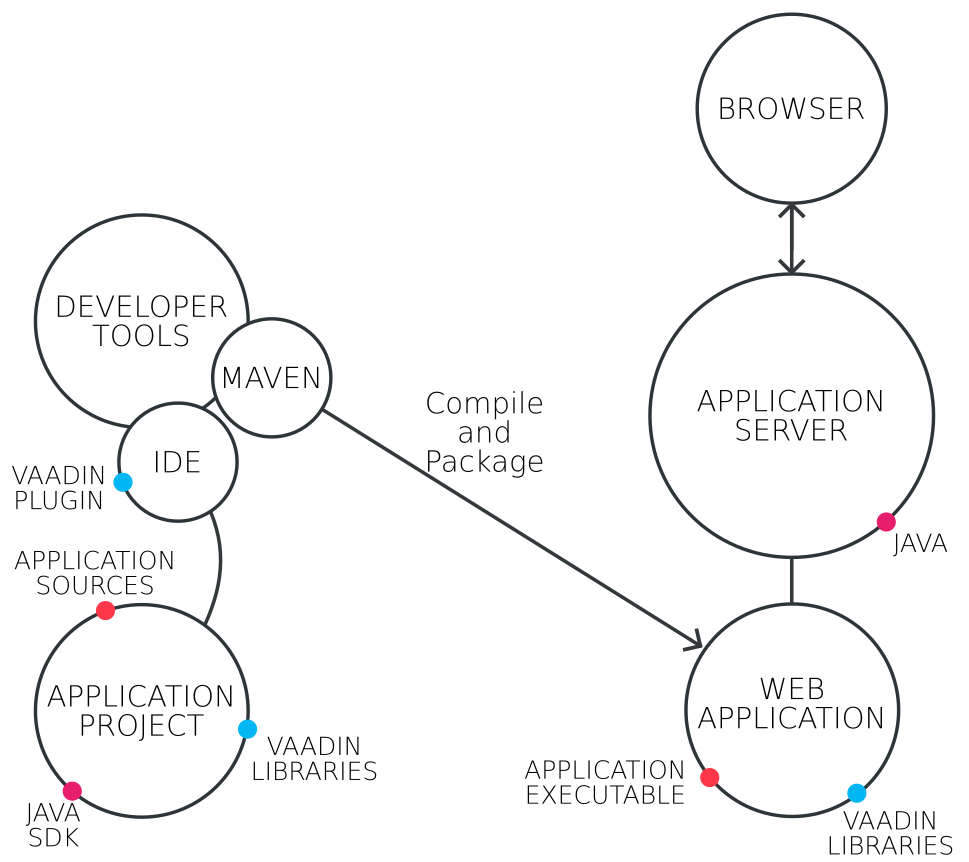 BROWSER
DEVELOPER
TOOLS
MAVEN
IDE
VAADIN
PLUGIN
Compile
and
Package
APPLICATION
SERVER
JAVA
APPLICATION
SOURCES
APPLICATION
PROJECT
VAADIN
LIBRARIES
JAVA
SDK
WEB
APPLICATION
APPLICATION
EXECUTABLE
VAADIN
LIBRARIES